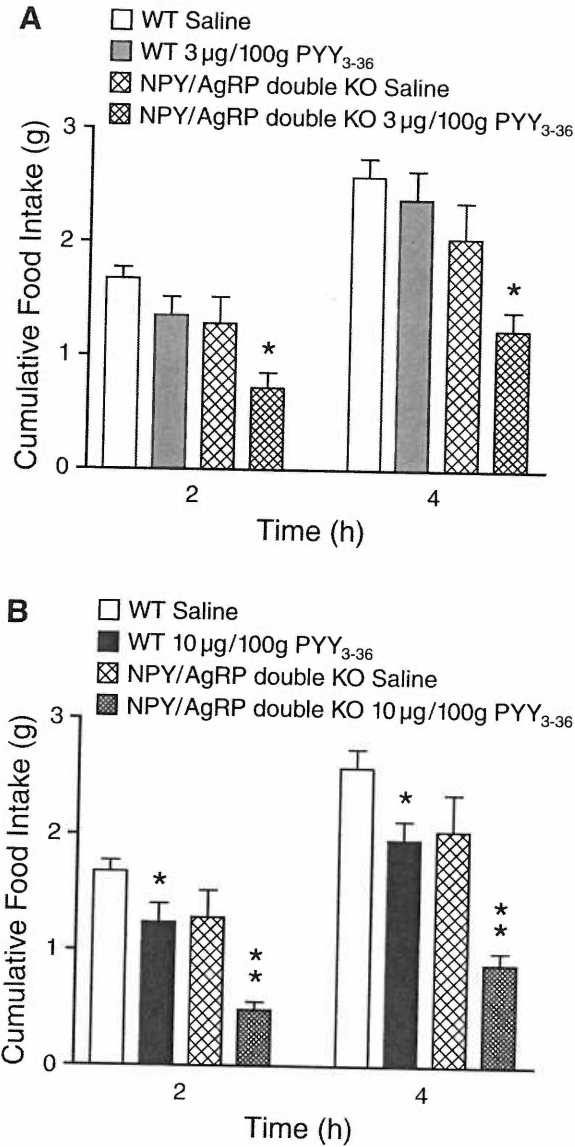 A
WT Saline
WT 3 µg/100g PYY3-36
NPY/AgRP double KO Saline
NPY/AgRP double KO 3 µg/100g PYY3-36
Cumulative Food Intake (g)
3
2
1
0
*
*
2
4
Time (h)
B
WT Saline
WT 10 µg/100g PYY3-36
NPY/AgRP double KO Saline
NPY/AgRP double KO 10 µg/100g PYY3-36
Cumulative Food Intake (g)
3
2
1
0
*
*
*
*
*
*
2
4
Time (h)